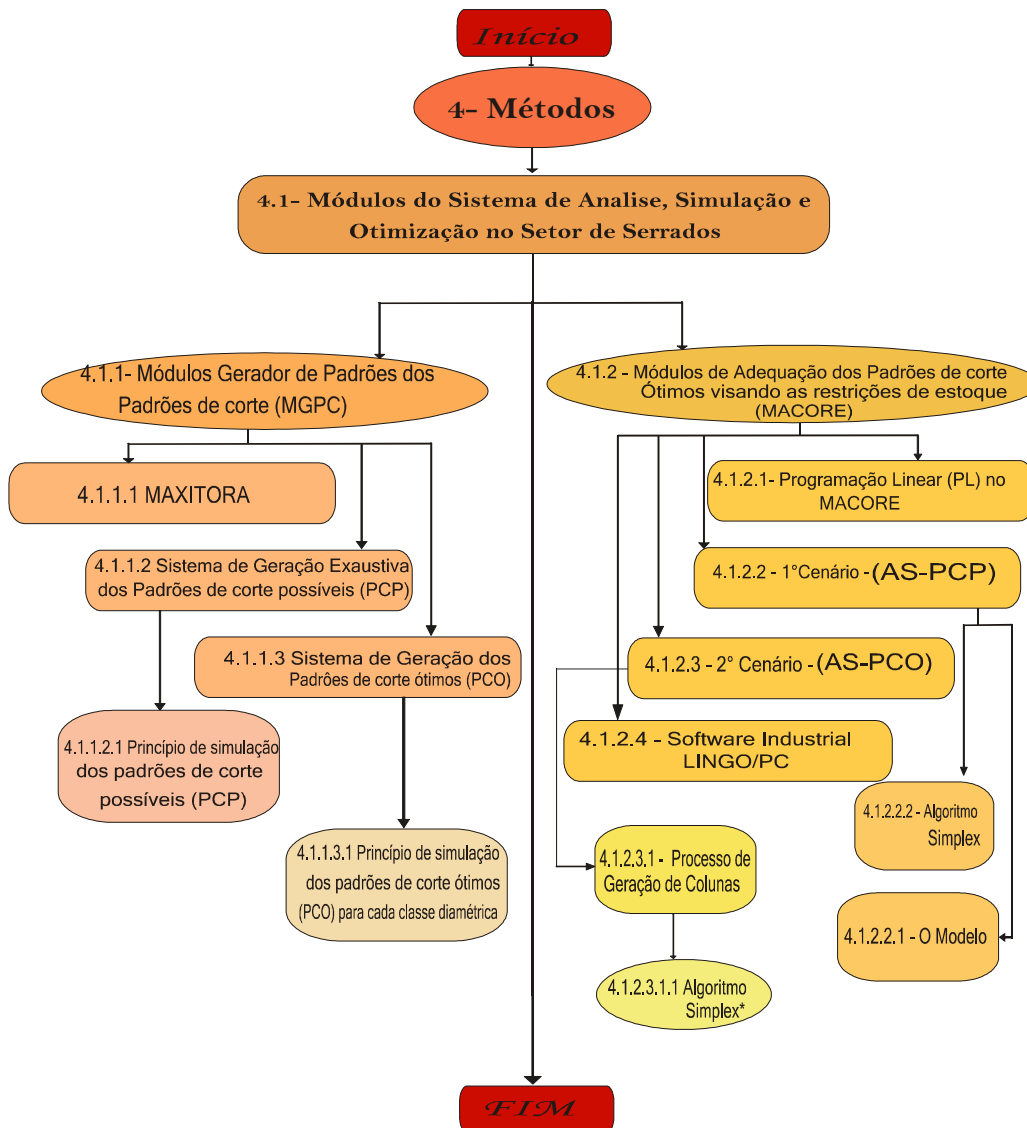 Início
4- Métodos
4.1- Módulos do Sistema de Analise, Simulação e
Otimização no Setor de Serrados
4.1.1- Módulos Gerador de Padrões dos
Padrões de corte (MGPC)
4.1.2 - Módulos de Adequação dos Padrões de corte
Ótimos visando as restrições de estoque
(MACORE)
4.1.1.1 MAXITORA
4.1.2.1- Programação Linear (PL) no
MACORE
4.1.1.2 Sistema de Geração Exaustiva
dos Padrões de corte possíveis (PCP)
4.1.2.2 - 1°Cenário -(AS-PCP)
4.1.1.3 Sistema de Geração dos
Padrões de corte ótimos (PCO)
4.1.2.3 - 2° Cenário -(AS-PCO)
4.1.1.2.1 Princípio de simulação
dos padrões de corte
possíveis (PCP)
4.1.2.4 - Software Industrial
LINGO/PC
4.1.2.2.2 - Algoritmo
Simplex
4.1.1.3.1 Princípio de simulação
dos padrões de corte ótimos
(PCO) para cada classe diamétrica
4.1.2.3.1 - Processo de
Geração de Colunas
4.1.2.2.1 - O Modelo
4.1.2.3.1.1 Algoritmo
Simplex*
FIM